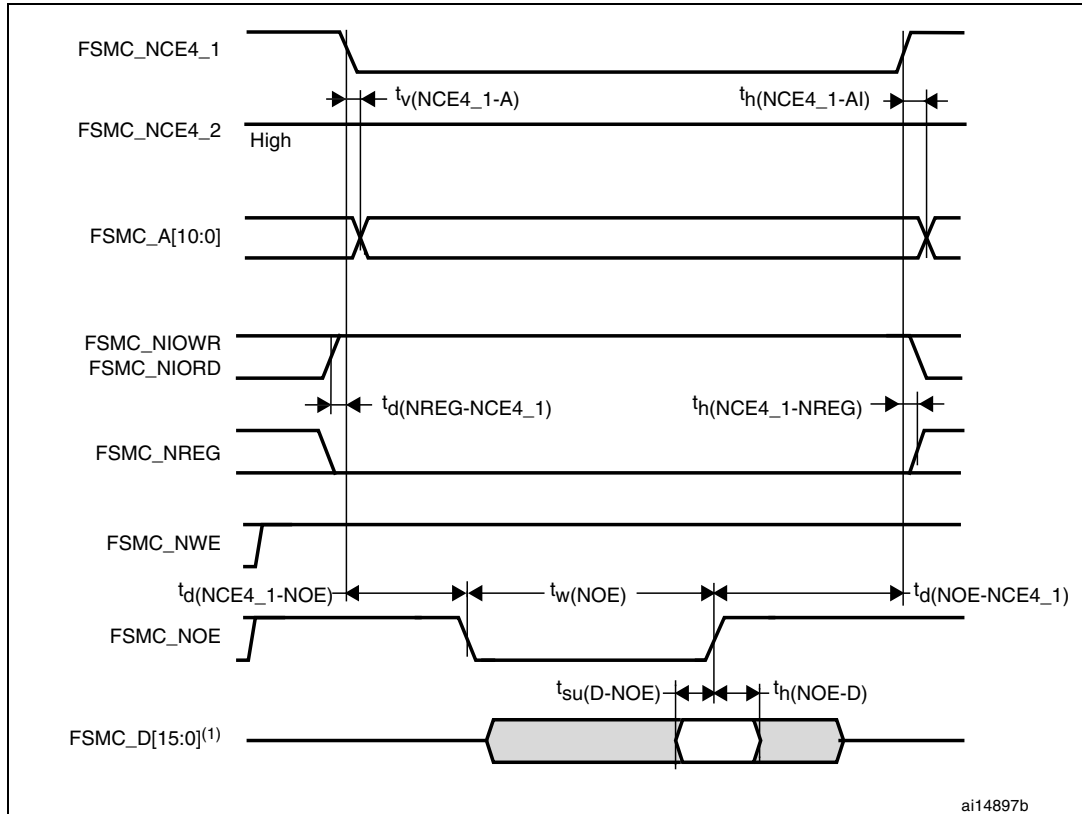 FSMC_NCE4_1
tv(NCE4_1-A)
th(NCE4_1-AI)
FSMC_NCE4_2
High
FSMC_A[10:0]
FSMC_NIOWR
FSMC_NIORD
td(NREG-NCE4_1)
th(NCE4_1-NREG)
FSMC_NREG
FSMC_NWE
td(NCE4_1-NOE)
tw(NOE)
td(NOE-NCE4_1)
FSMC_NOE
tsu(D-NOE)
th(NOE-D)
FSMC_D[15:0](1)
ai14897b